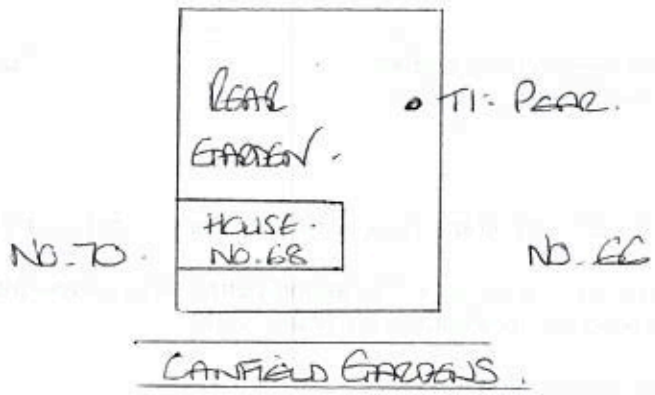 REAR
GARDEN.
T1: PEAR.
HOUSE.
NO.68
NO.70.
NO.66
CANFIELD GARDENS.